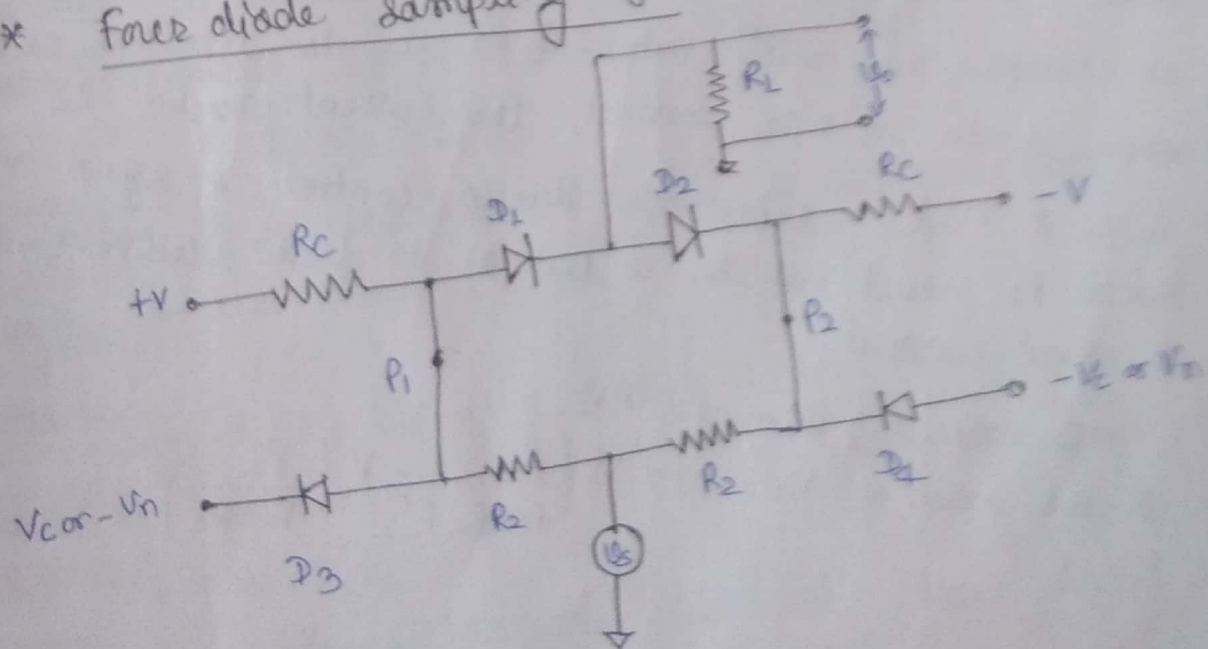 * Four diode
RL
Vo
Rc
-V
D2
D1
Rc
+V
P2
P1
-Vc or Vn
D4
R2
R2
Vc or -Vn
Vs
D3